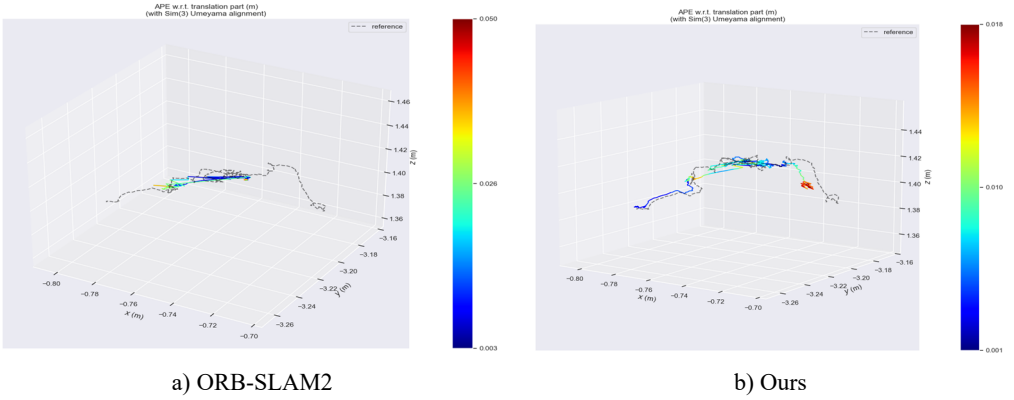 APE w.r.t. translation part (m)
(with Sim(3) Umeyama alignment)
reference
0.050
0.026
0.003
1.46
1.44
1.42
1.40
1.38
1.36
z (m)
−3.16
−3.18
−3.20
−3.22
−3.24
−3.26
y (m)
−0.80
−0.78
−0.76
−0.74
−0.72
−0.70
x (m)
a) ORB-SLAM2
APE w.r.t. translation part (m)
(with Sim(3) Umeyama alignment)
reference
0.018
0.010
0.001
1.44
1.42
1.40
1.38
1.36
z (m)
−3.16
−3.18
−3.20
−3.22
−3.24
−3.26
y (m)
−0.80
−0.78
−0.76
−0.74
−0.72
−0.70
x (m)
b) Ours